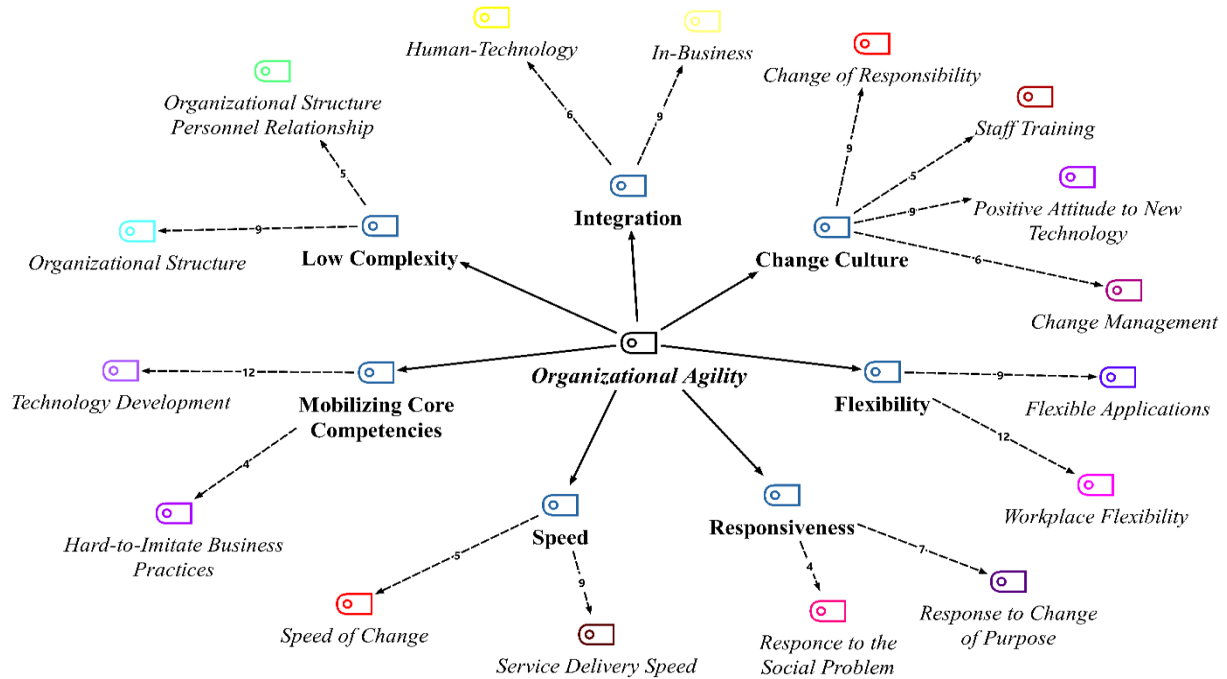 Human-Technology
In-Business
Change of Responsibility
Organizational Structure
Personnel Relationship
Staff Training
6
9
9
5
5
Integration
Positive Attitude to New
Technology
9
9
Organizational Structure
Low Complexity
Change Culture
6
Change Management
Organizational Agility
12
Technology Development
Mobilizing Core
Competencies
Flexibility
9
Flexible Applications
12
4
Hard-to-Imitate Business
Practices
Speed
Responsiveness
Workplace Flexibility
5
9
4
7
Speed of Change
Service Delivery Speed
Responce to the
Social Problem
Response to Change
of Purpose